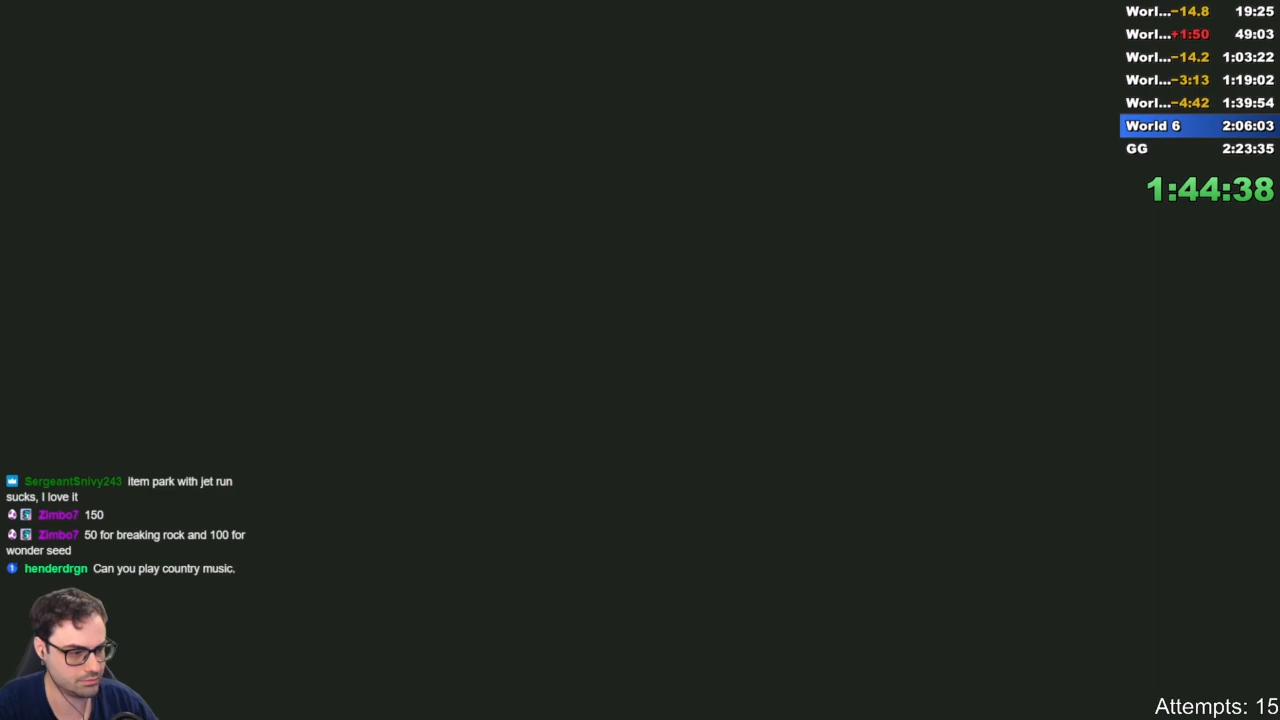 Worl...−14.8 19:25
Worl...+1:50 49:03
Worl...−14.2 1:03:22
Worl...−3:13 1:19:02
Worl...−4:42 1:39:54
World 6 2:06:03
GG 2:23:35
1:44:38
SergeantSnivy243 item park with jet run
sucks, I love it
Zimbo7 150
Zimbo7 50 for breaking rock and 100 for
wonder seed
henderdrgn Can you play country music.
Attempts: 15